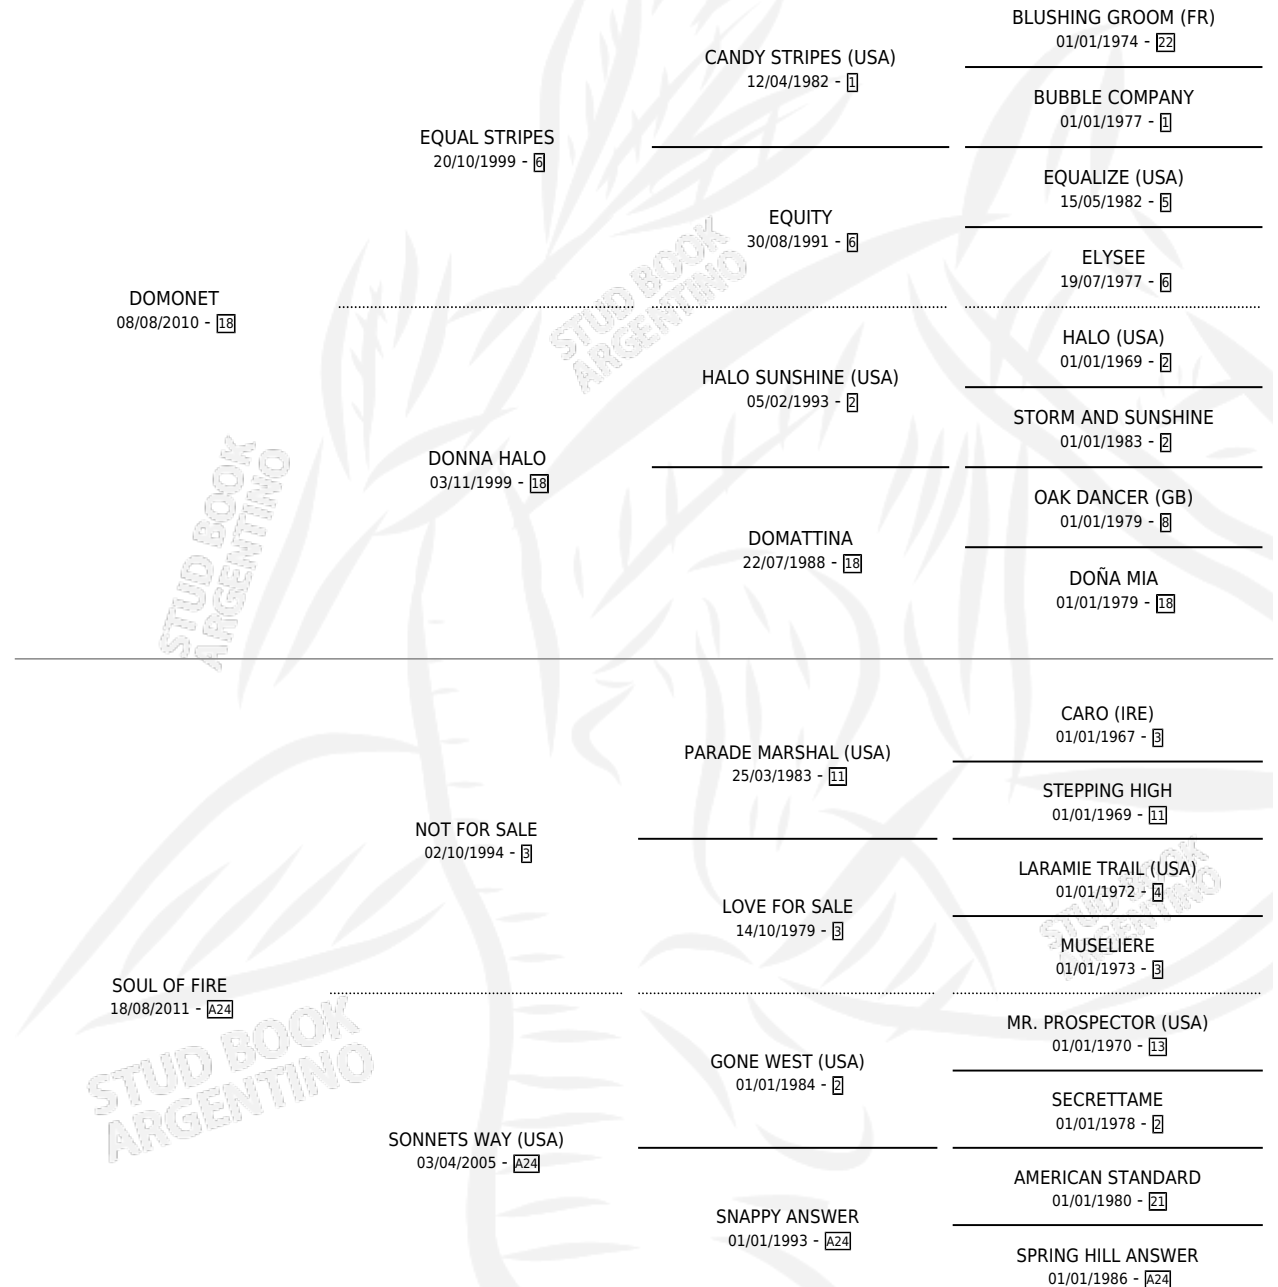 BLUSHING GROOM (FR)
01/01/1974 - 22
CANDY STRIPES (USA)
12/04/1982 - 1
BUBBLE COMPANY
01/01/1977 - 1
EQUAL STRIPES
20/10/1999 - 6
EQUALIZE (USA)
15/05/1982 - 5
EQUITY
30/08/1991 - 6
ELYSEE
19/07/1977 - 6
DOMONET
08/08/2010 - 18
HALO (USA)
01/01/1969 - 2
HALO SUNSHINE (USA)
05/02/1993 - 2
STORM AND SUNSHINE
01/01/1983 - 2
DONNA HALO
03/11/1999 - 18
OAK DANCER (GB)
01/01/1979 - 8
DOMATTINA
22/07/1988 - 18
DOÑA MIA
01/01/1979 - 18
CARO (IRE)
01/01/1967 - 3
PARADE MARSHAL (USA)
25/03/1983 - 11
STEPPING HIGH
01/01/1969 - 11
NOT FOR SALE
02/10/1994 - 3
LARAMIE TRAIL (USA)
01/01/1972 - 4
LOVE FOR SALE
14/10/1979 - 3
MUSELIERE
01/01/1973 - 3
SOUL OF FIRE
18/08/2011 - A24
MR. PROSPECTOR (USA)
01/01/1970 - 13
GONE WEST (USA)
01/01/1984 - 2
SECRETTAME
01/01/1978 - 2
SONNETS WAY (USA)
03/04/2005 - A24
AMERICAN STANDARD
01/01/1980 - 21
SNAPPY ANSWER
01/01/1993 - A24
SPRING HILL ANSWER
01/01/1986 - A24
STUD BOOK
ARGENTINO
STUD BOOK
ARGENTINO
STUD BOOK
ARGENTINO
STUD BOOK
ARGENTINO